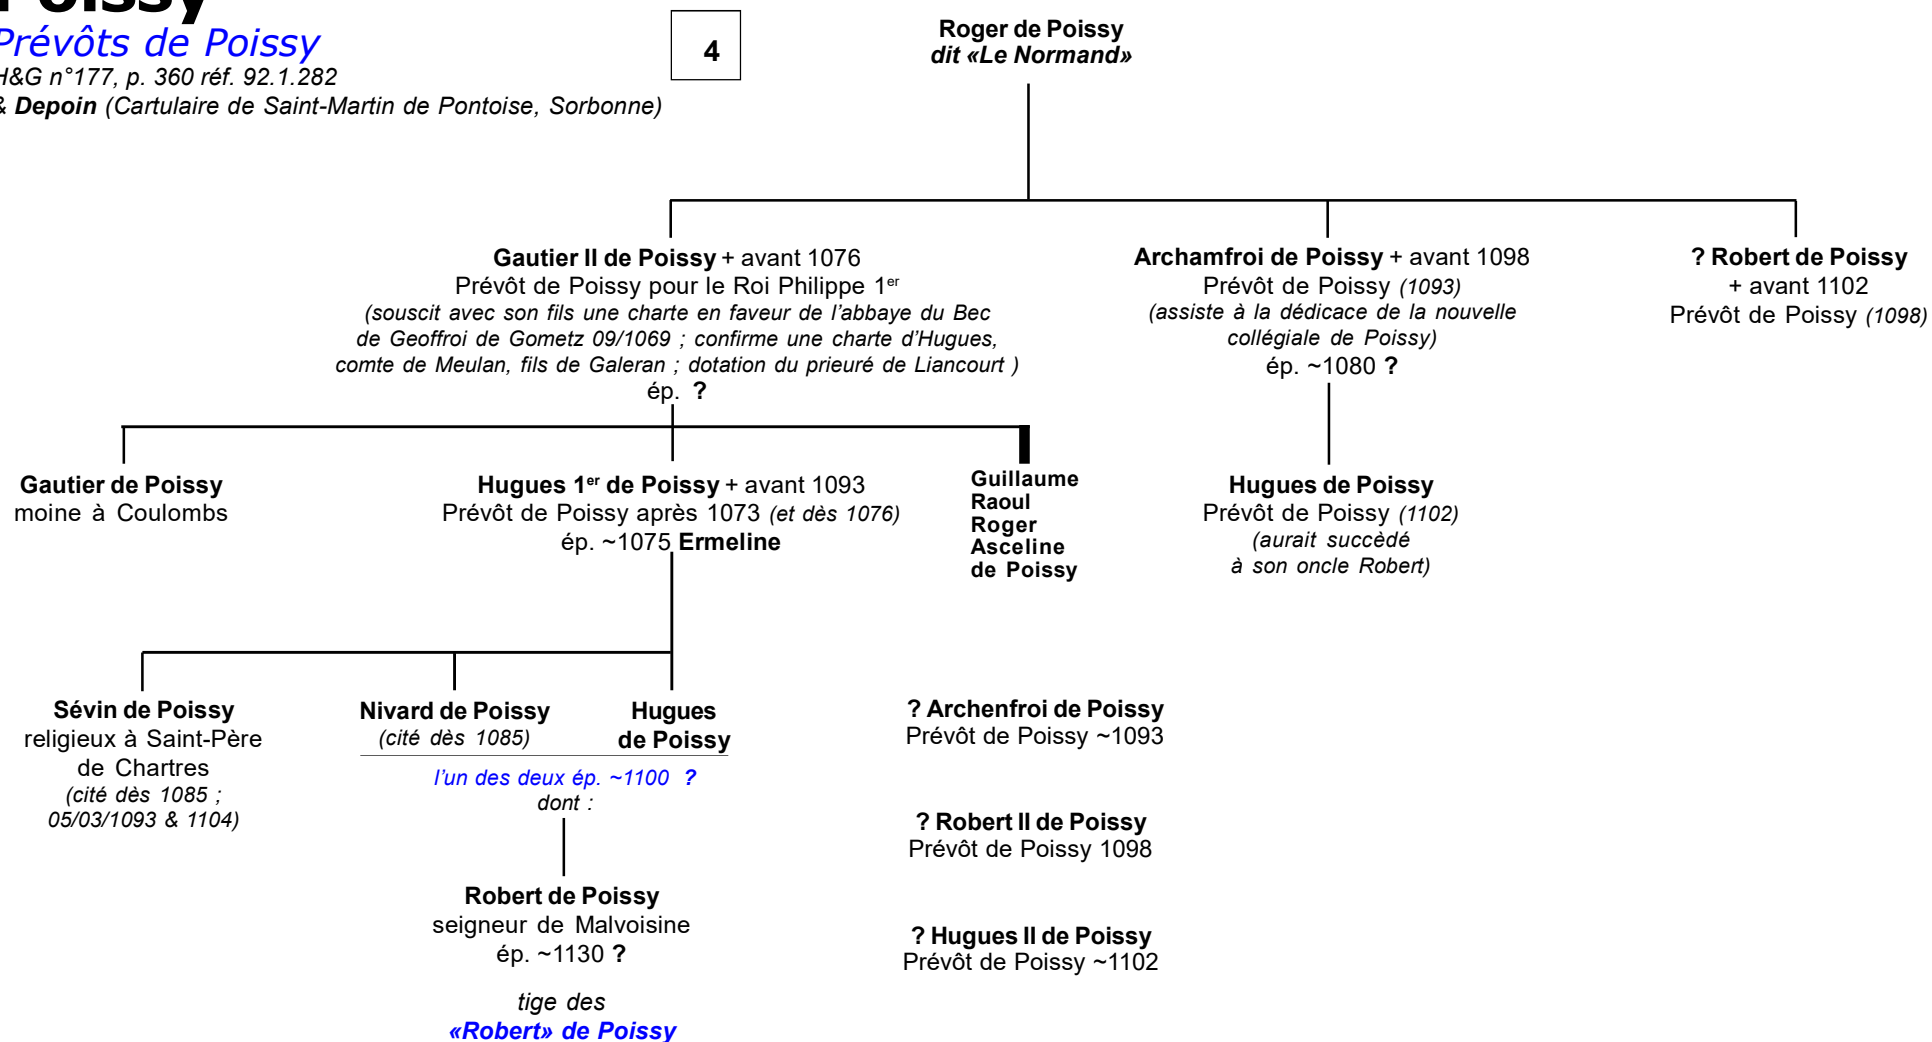 Poissy
Prévôts de Poissy
H&G n°177, p. 360 réf. 92.1.282
& Depoin (Cartulaire de Saint-Martin de Pontoise, Sorbonne)
4
Roger de Poissy
dit «Le Normand»
Gautier II de Poissy + avant 1076
Prévôt de Poissy pour le Roi Philippe 1er
(souscit avec son fils une charte en faveur de l’abbaye du Bec
de Geoffroi de Gometz 09/1069 ; confirme une charte d’Hugues,
comte de Meulan, fils de Galeran ; dotation du prieuré de Liancourt )
ép. ?
Archamfroi de Poissy + avant 1098
Prévôt de Poissy (1093)
(assiste à la dédicace de la nouvelle
collégiale de Poissy)
ép. ~1080 ?
? Robert de Poissy
+ avant 1102
Prévôt de Poissy (1098)
Gautier de Poissy
moine à Coulombs
Hugues 1er de Poissy + avant 1093
Prévôt de Poissy après 1073 (et dès 1076)
ép. ~1075 Ermeline
Guillaume
Raoul
Roger
Asceline
de Poissy
Hugues de Poissy
Prévôt de Poissy (1102)
(aurait succèdé
à son oncle Robert)
Sévin de Poissy
religieux à Saint-Père
de Chartres
(cité dès 1085 ;
05/03/1093 & 1104)
Nivard de Poissy
(cité dès 1085)
Hugues
de Poissy
l’un des deux ép. ~1100 ?
dont :
Robert de Poissy
seigneur de Malvoisine
ép. ~1130 ?
tige des
«Robert» de Poissy
? Archenfroi de Poissy
Prévôt de Poissy ~1093
? Robert II de Poissy
Prévôt de Poissy 1098
? Hugues II de Poissy
Prévôt de Poissy ~1102